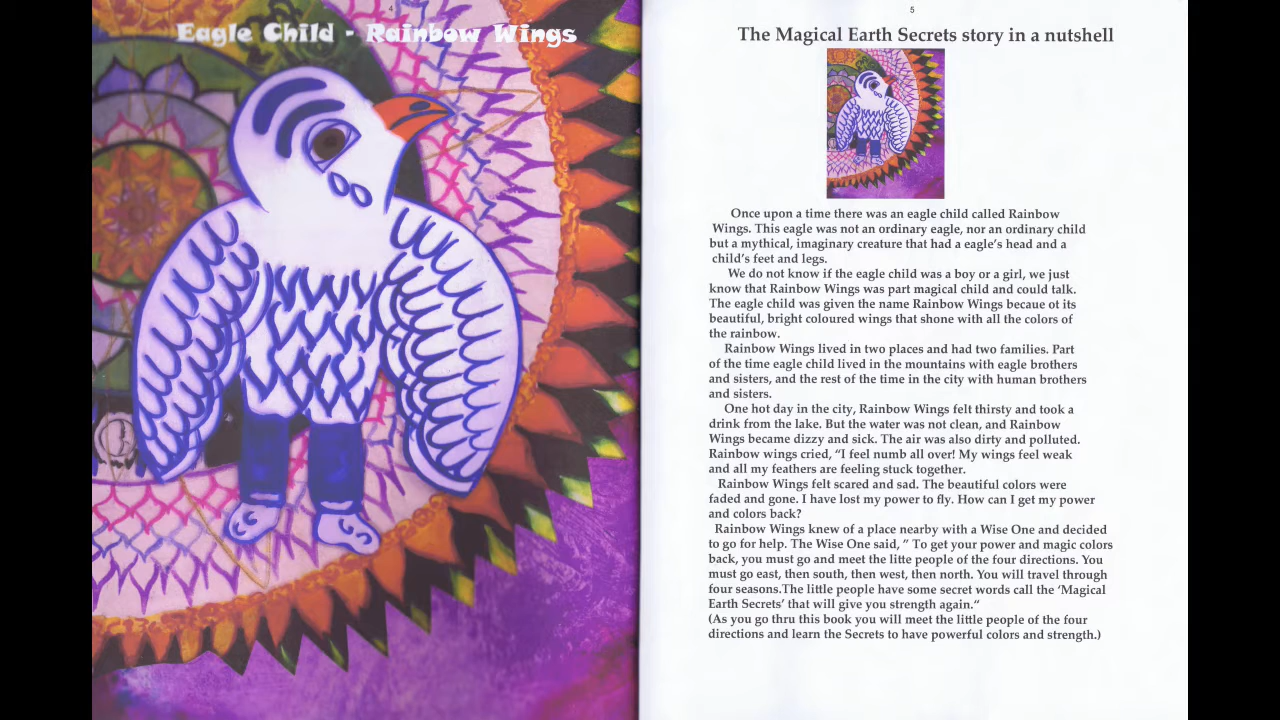 4
Eagle Child - Rainbow Wings
5
The Magical Earth Secrets story in a nutshell
Once upon a time there was an eagle child called Rainbow
Wings. This eagle was not an ordinary eagle, nor an ordinary child
but a mythical, imaginary creature that had a eagle's head and a
child's feet and legs.
We do not know if the eagle child was a boy or a girl, we just
know that Rainbow Wings was part magical child and could talk.
The eagle child was given the name Rainbow Wings becaue ot its
beautiful, bright coloured wings that shone with all the colors of
the rainbow.
Rainbow Wings lived in two places and had two families. Part
of the time eagle child lived in the mountains with eagle brothers
and sisters, and the rest of the time in the city with human brothers
and sisters.
One hot day in the city, Rainbow Wings felt thirsty and took a
drink from the lake. But the water was not clean, and Rainbow
Wings became dizzy and sick. The air was also dirty and polluted.
Rainbow wings cried, "I feel numb all over! My wings feel weak
and all my feathers are feeling stuck together.
Rainbow Wings felt scared and sad. The beautiful colors were
faded and gone. I have lost my power to fly. How can I get my power
and colors back?
Rainbow Wings knew of a place nearby with a Wise One and decided
to go for help. The Wise One said, " To get your power and magic colors
back, you must go and meet the litte people of the four directions. You
must go east, then south, then west, then north. You will travel through
four seasons.The little people have some secret words call the 'Magical
Earth Secrets' that will give you strength again."
(As you go thru this book you will meet the little people of the four
directions and learn the Secrets to have powerful colors and strength.)